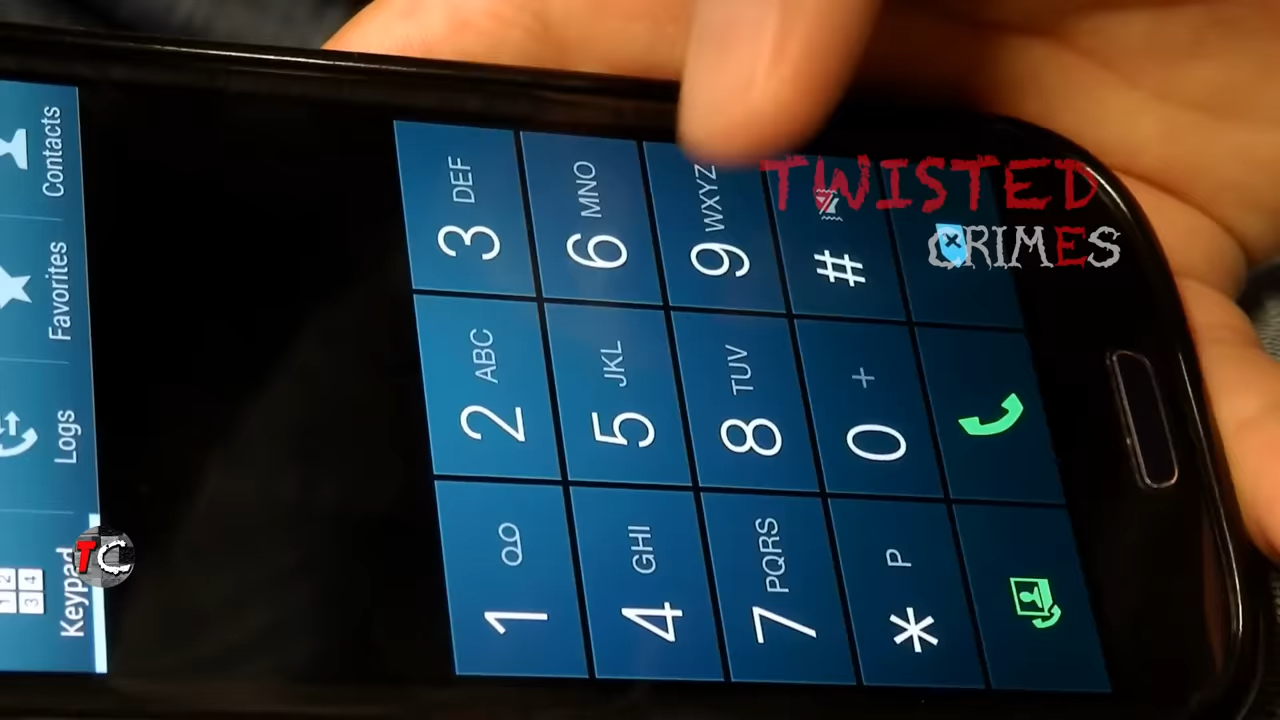 Keypad
Logs
Favorites
Contacts
1
2 ABC
3 DEF
4 GHI
5 JKL
6 MNO
7 PQRS
8 TUV
9 WXYZ
* P
0 +
#
TWISTED
CRIMES
TC
1 2
3 4